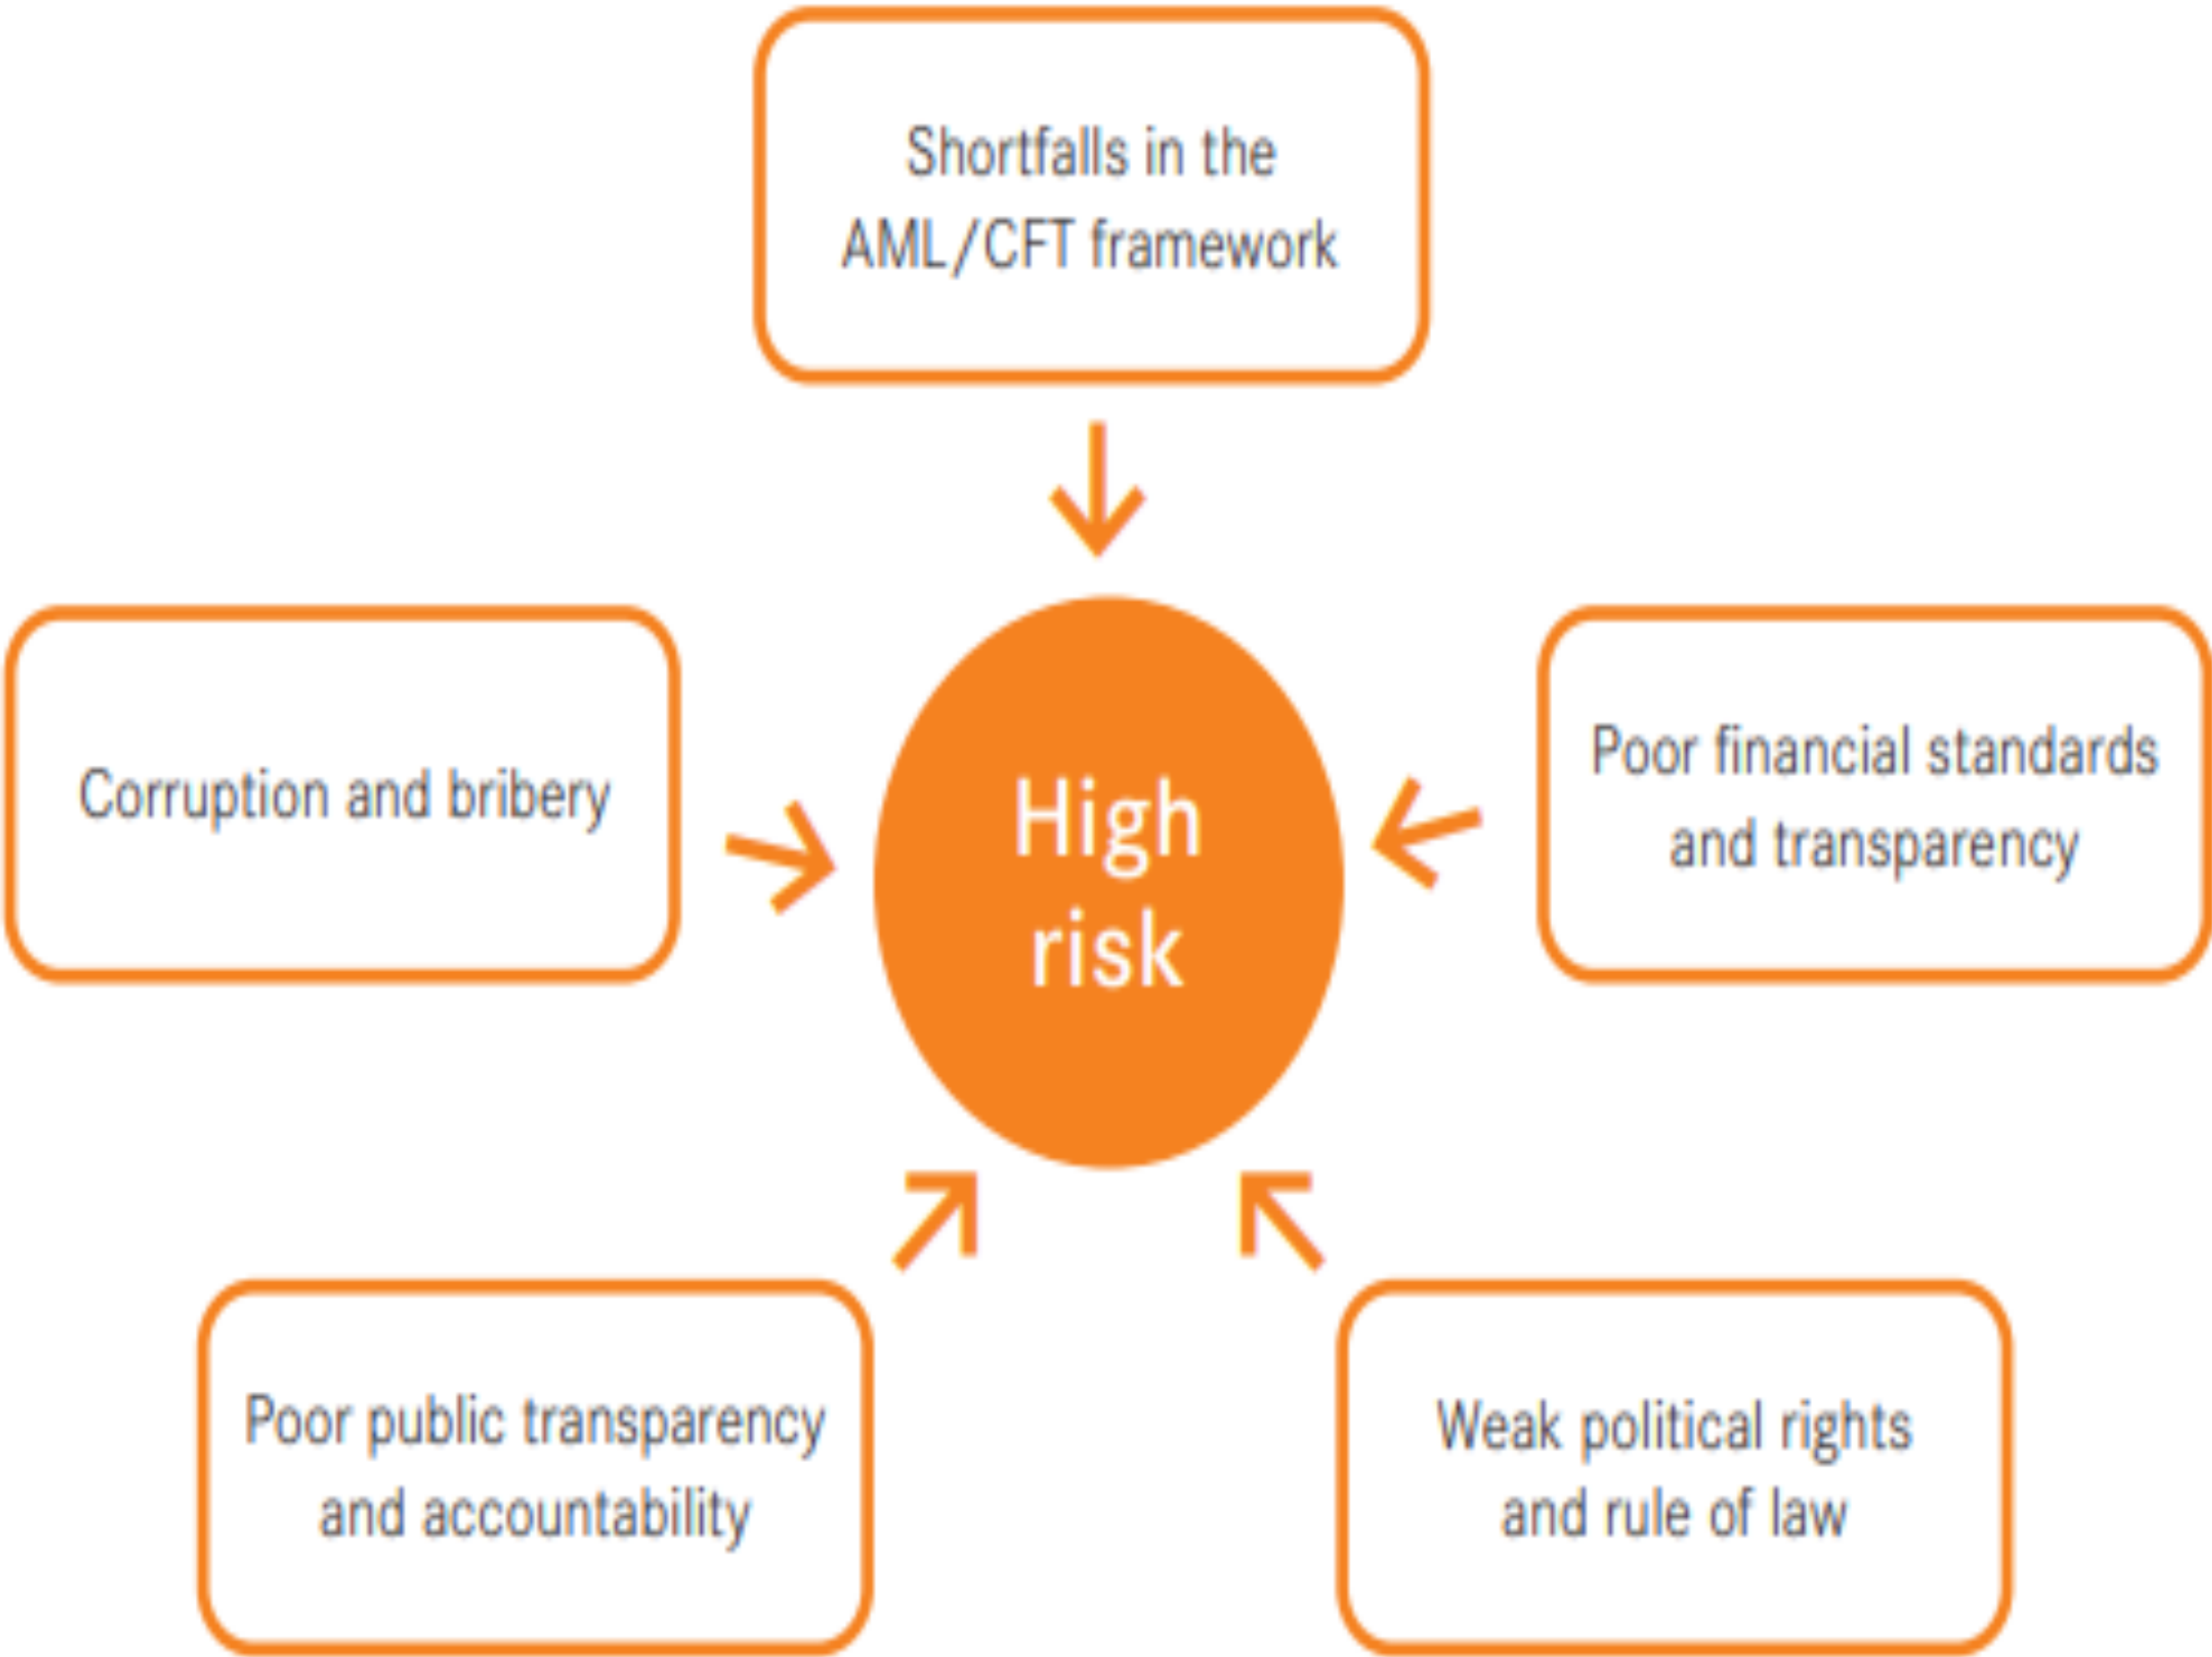 Shortfalls in the
AML/CFT framework
Corruption and bribery
High
risk
Poor financial standards
and transparency
Poor public transparency
and accountability
Weak political rights
and rule of law